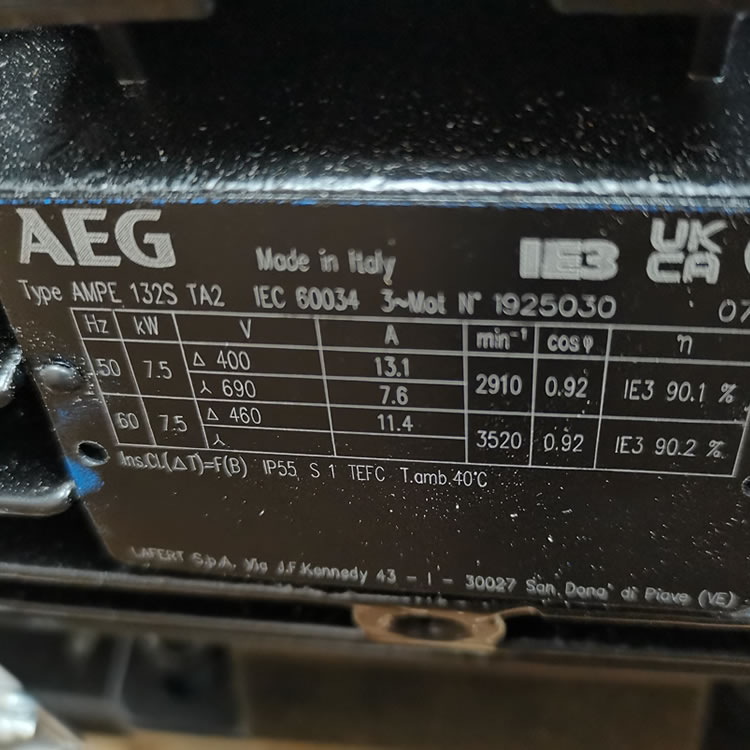 AEG Made in Italy IE3 UK CA
Type AMPE 132S TA2 IEC 60034 3~Mot N° 1925030 07
Hz kW V A min⁻¹ cosφ η
50 7.5 Δ 400 13.1 2910 0.92 IE3 90.1 %
⅄ 690 7.6
60 7.5 Δ 460 11.4 3520 0.92 IE3 90.2 %
⅄
Ins.Cl.(ΔT)=F(B) IP55 S 1 TEFC T.amb.40°C
LAFERT S.p.A. Via J.F.Kennedy 43 - I - 30027 San Dona' di Piave (VE)